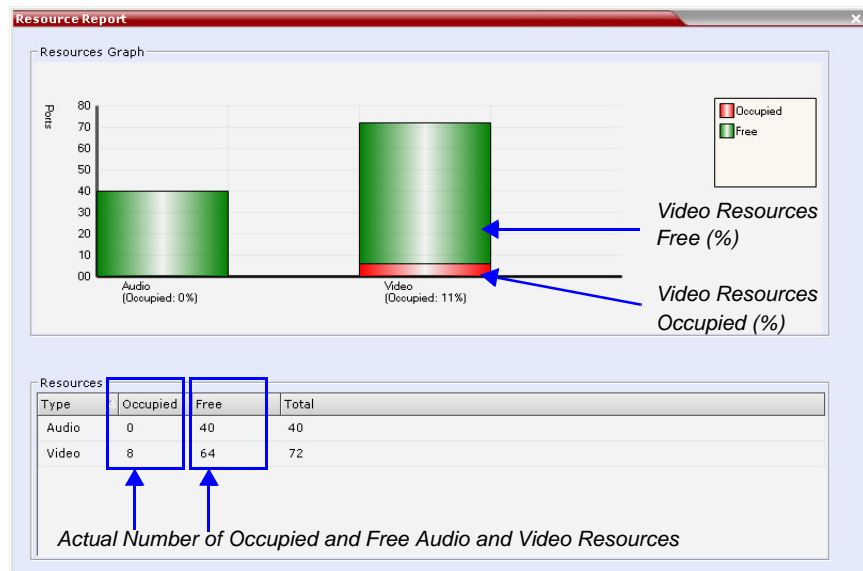 Resource Report
Resources Graph
Ports
80
70
60
50
40
30
20
10
00
Audio
(Occupied: 0%)
Video
(Occupied: 11%)
Occupied
Free
Video Resources
Free (%)
Video Resources
Occupied (%)
Resources
Type Occupied Free Total
Audio 0 40 40
Video 8 64 72
Actual Number of Occupied and Free Audio and Video Resources